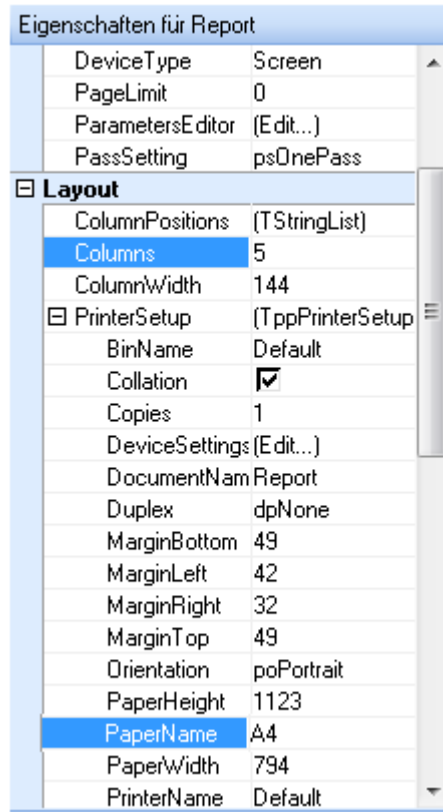 Eigenschaften für Report
DeviceType Screen
PageLimit 0
ParametersEditor (Edit...)
PassSetting psOnePass
Layout
ColumnPositions (TStringList)
Columns 5
ColumnWidth 144
PrinterSetup (TppPrinterSetup
BinName Default
Collation
Copies 1
DeviceSettings (Edit...)
DocumentNam Report
Duplex dpNone
MarginBottom 49
MarginLeft 42
MarginRight 32
MarginTop 49
Orientation poPortrait
PaperHeight 1123
PaperName A4
PaperWidth 794
PrinterName Default